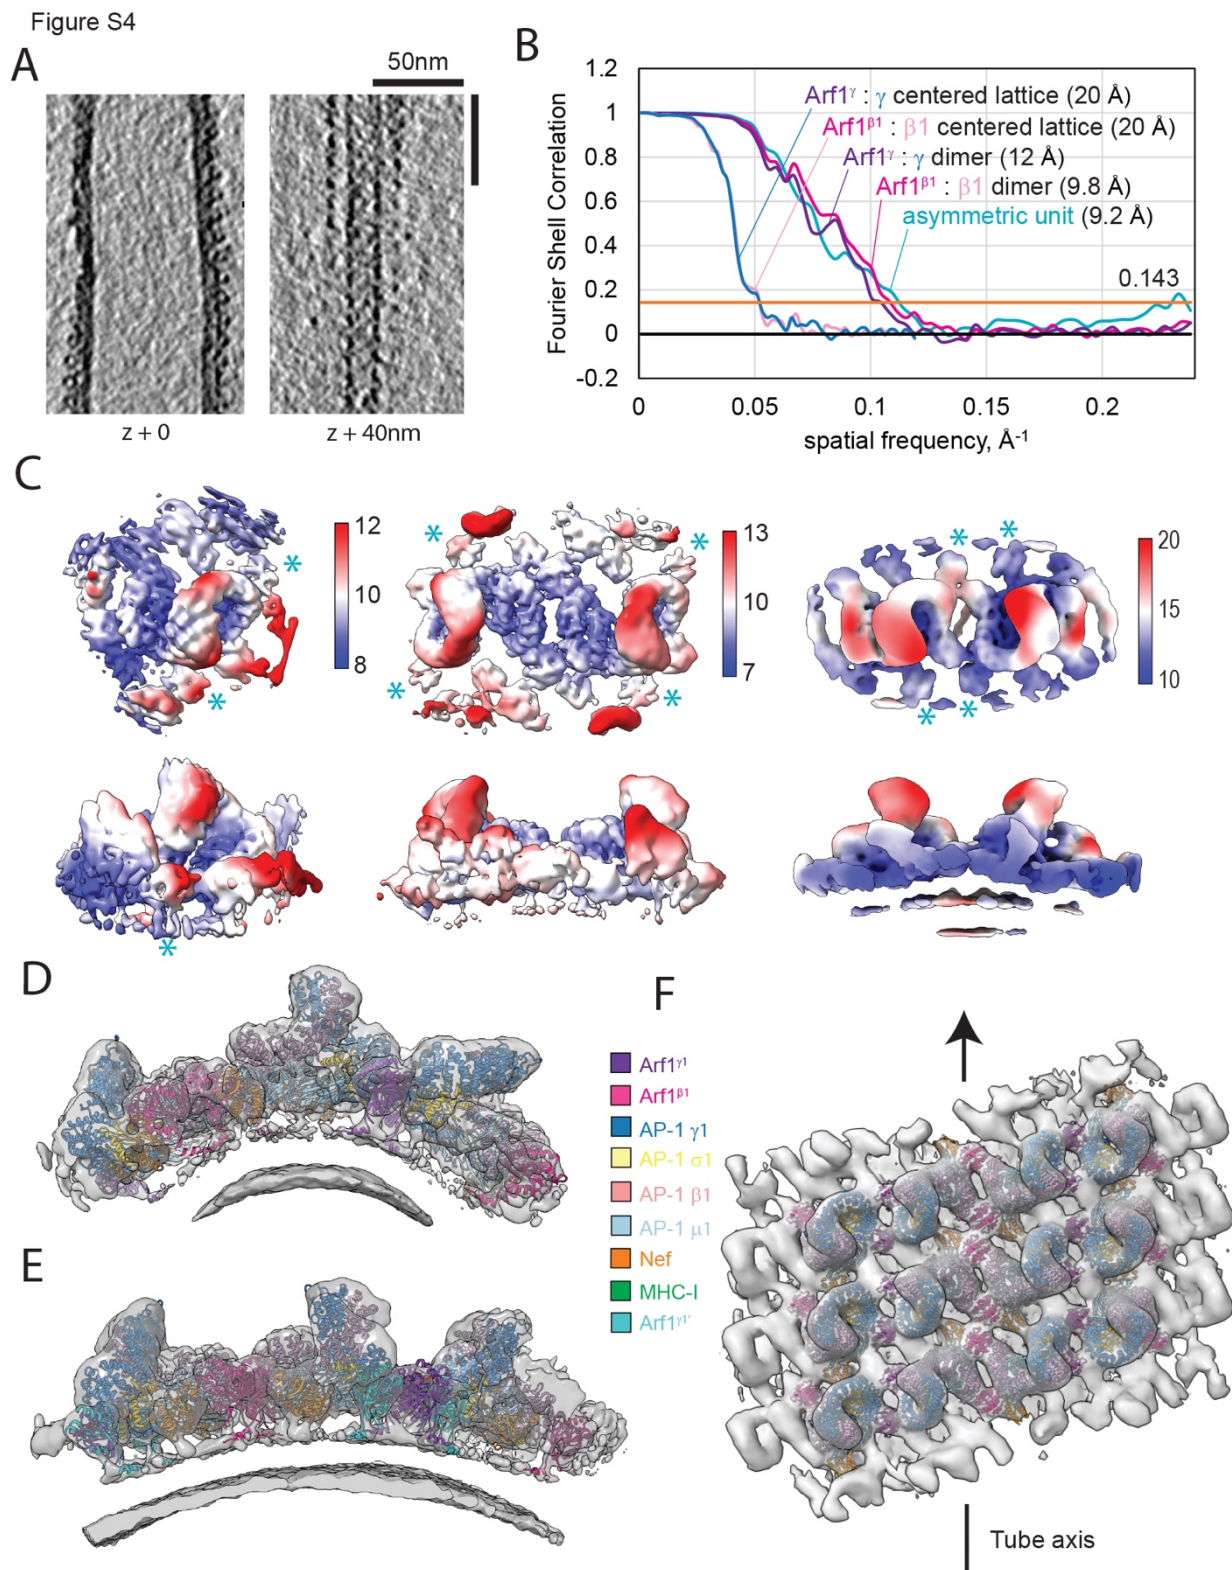 Figure S4
A
50nm
z + 0
z + 40nm
B
Fourier Shell Correlation
1.2
1
0.8
0.6
0.4
0.2
0
-0.2
Arf1ᵞ : γ centered lattice (20 Å)
Arf1ᵝ¹ : β1 centered lattice (20 Å)
Arf1ᵞ : γ dimer (12 Å)
Arf1ᵝ¹ : β1 dimer (9.8 Å)
asymmetric unit (9.2 Å)
0.143
0
0.05
0.1
0.15
0.2
spatial frequency, Å⁻¹
C
*
*
12
10
8
*
*
*
*
13
10
7
*
*
*
*
20
15
10
*
D
E
Arf1ᵞ¹
Arf1ᵝ¹
AP-1 γ1
AP-1 σ1
AP-1 β1
AP-1 μ1
Nef
MHC-I
Arf1ᵞ¹'
F
Tube axis